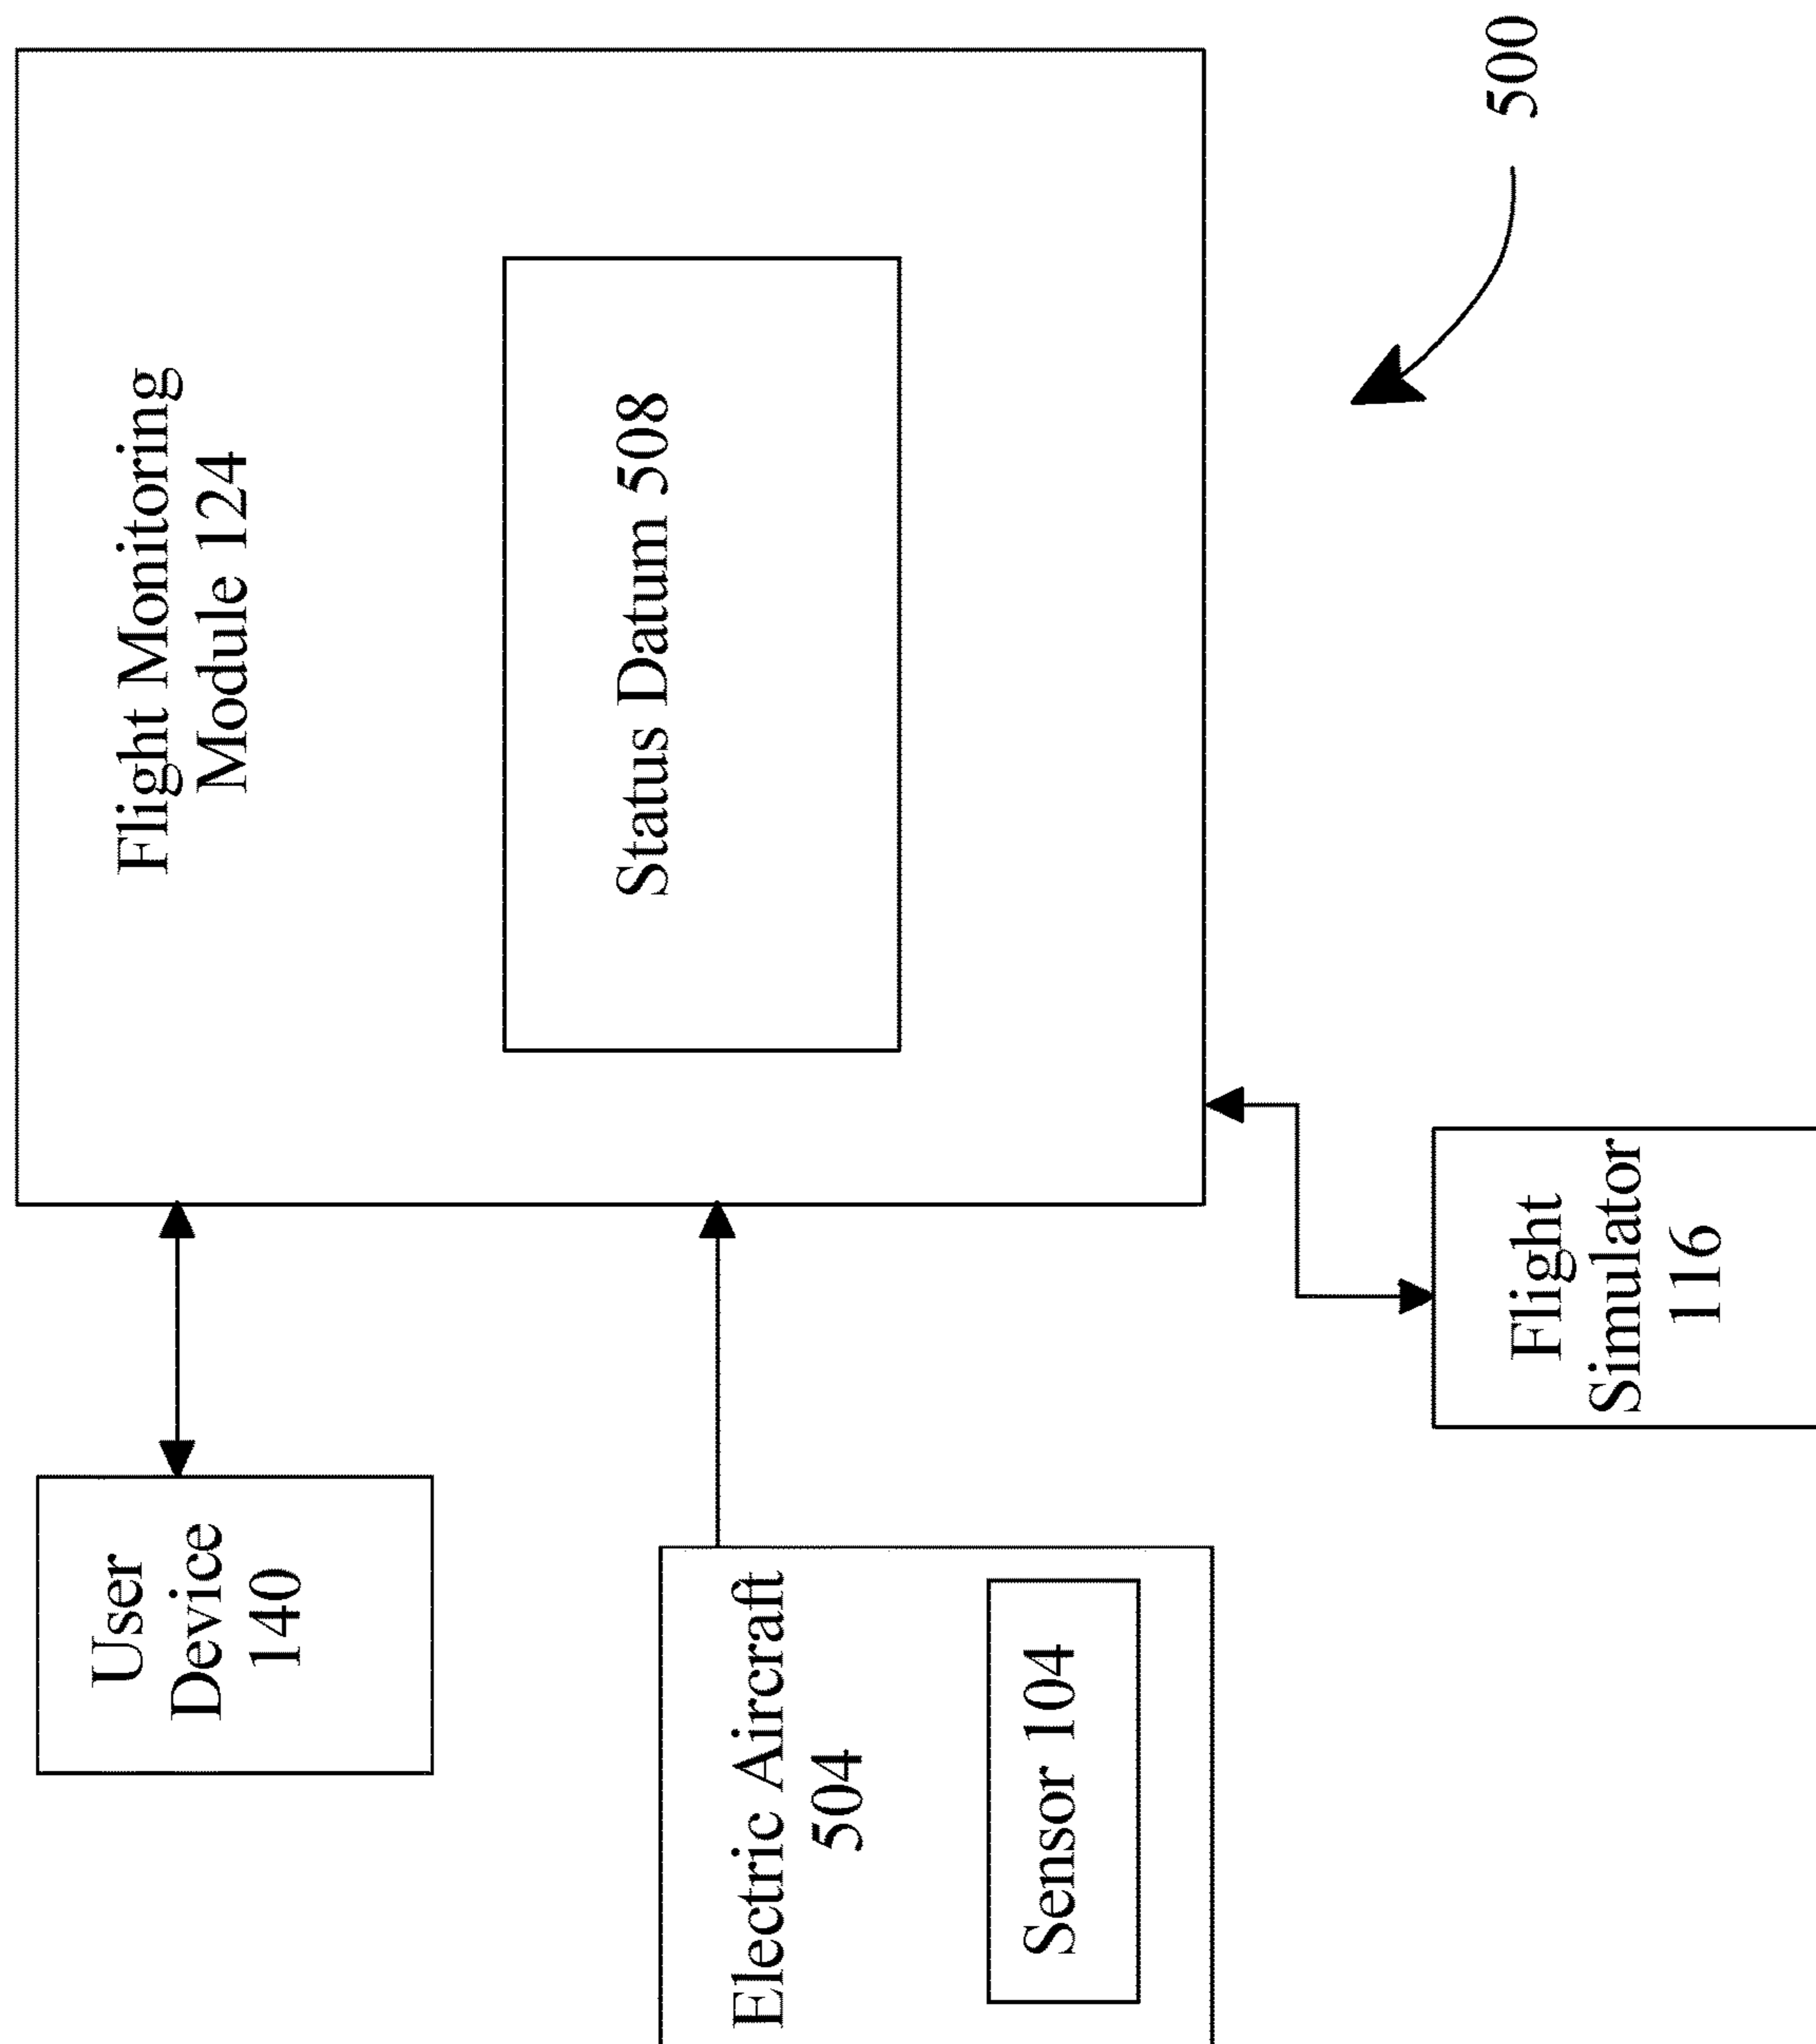 User
Device
140
Flight Monitoring
Module 124
Status Datum 508
Electric Aircraft
504
Sensor 104
Flight
Simulator
116
500